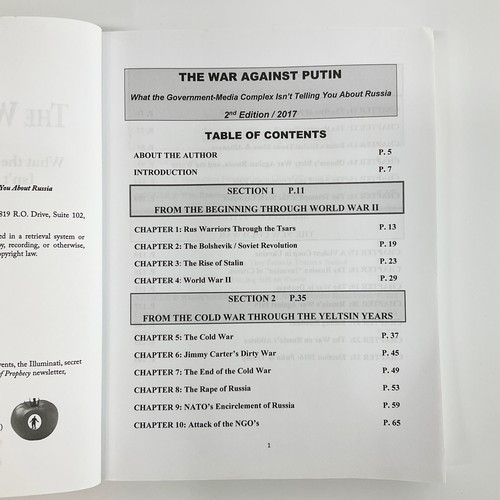 You About Russia
819 R.O. Drive, Suite 102,
ed in a retrieval system or
y, recording, or otherwise,
opyright law.
vents, the Illuminati, secret
of Prophecy newsletter,
)
THE WAR AGAINST PUTIN
What the Government-Media Complex Isn't Telling You About Russia
2nd Edition / 2017
TABLE OF CONTENTS
ABOUT THE AUTHOR P. 5
INTRODUCTION P. 7
SECTION 1 P.11
FROM THE BEGINNING THROUGH WORLD WAR II
CHAPTER 1: Rus Warriors Through the Tsars P. 13
CHAPTER 2: The Bolshevik / Soviet Revolution P. 19
CHAPTER 3: The Rise of Stalin P. 23
CHAPTER 4: World War II P. 29
SECTION 2 P.35
FROM THE COLD WAR THROUGH THE YELTSIN YEARS
CHAPTER 5: The Cold War P. 37
CHAPTER 6: Jimmy Carter's Dirty War P. 45
CHAPTER 7: The End of the Cold War P. 49
CHAPTER 8: The Rape of Russia P. 53
CHAPTER 9: NATO's Encirclement of Russia P. 59
CHAPTER 10: Attack of the NGO's P. 65
1